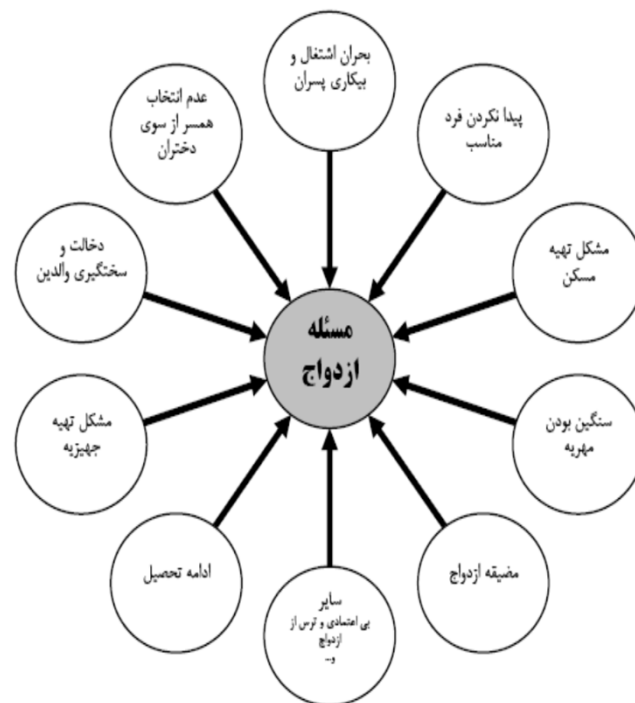 بحران اشتغال و
بیکاری پسران
پیدا نکردن فرد
مناسب
مشکل تهیه
مسکن
سنگین بودن
مهریه
مضیقه ازدواج
سایر
بی اعتمادی و ترس از
ازدواج
و...
ادامه تحصیل
مشکل تهیه
جهیزیه
دخالت و
سختگیری والدین
عدم انتخاب
همسر از سوی
دختران
مسئله
ازدواج